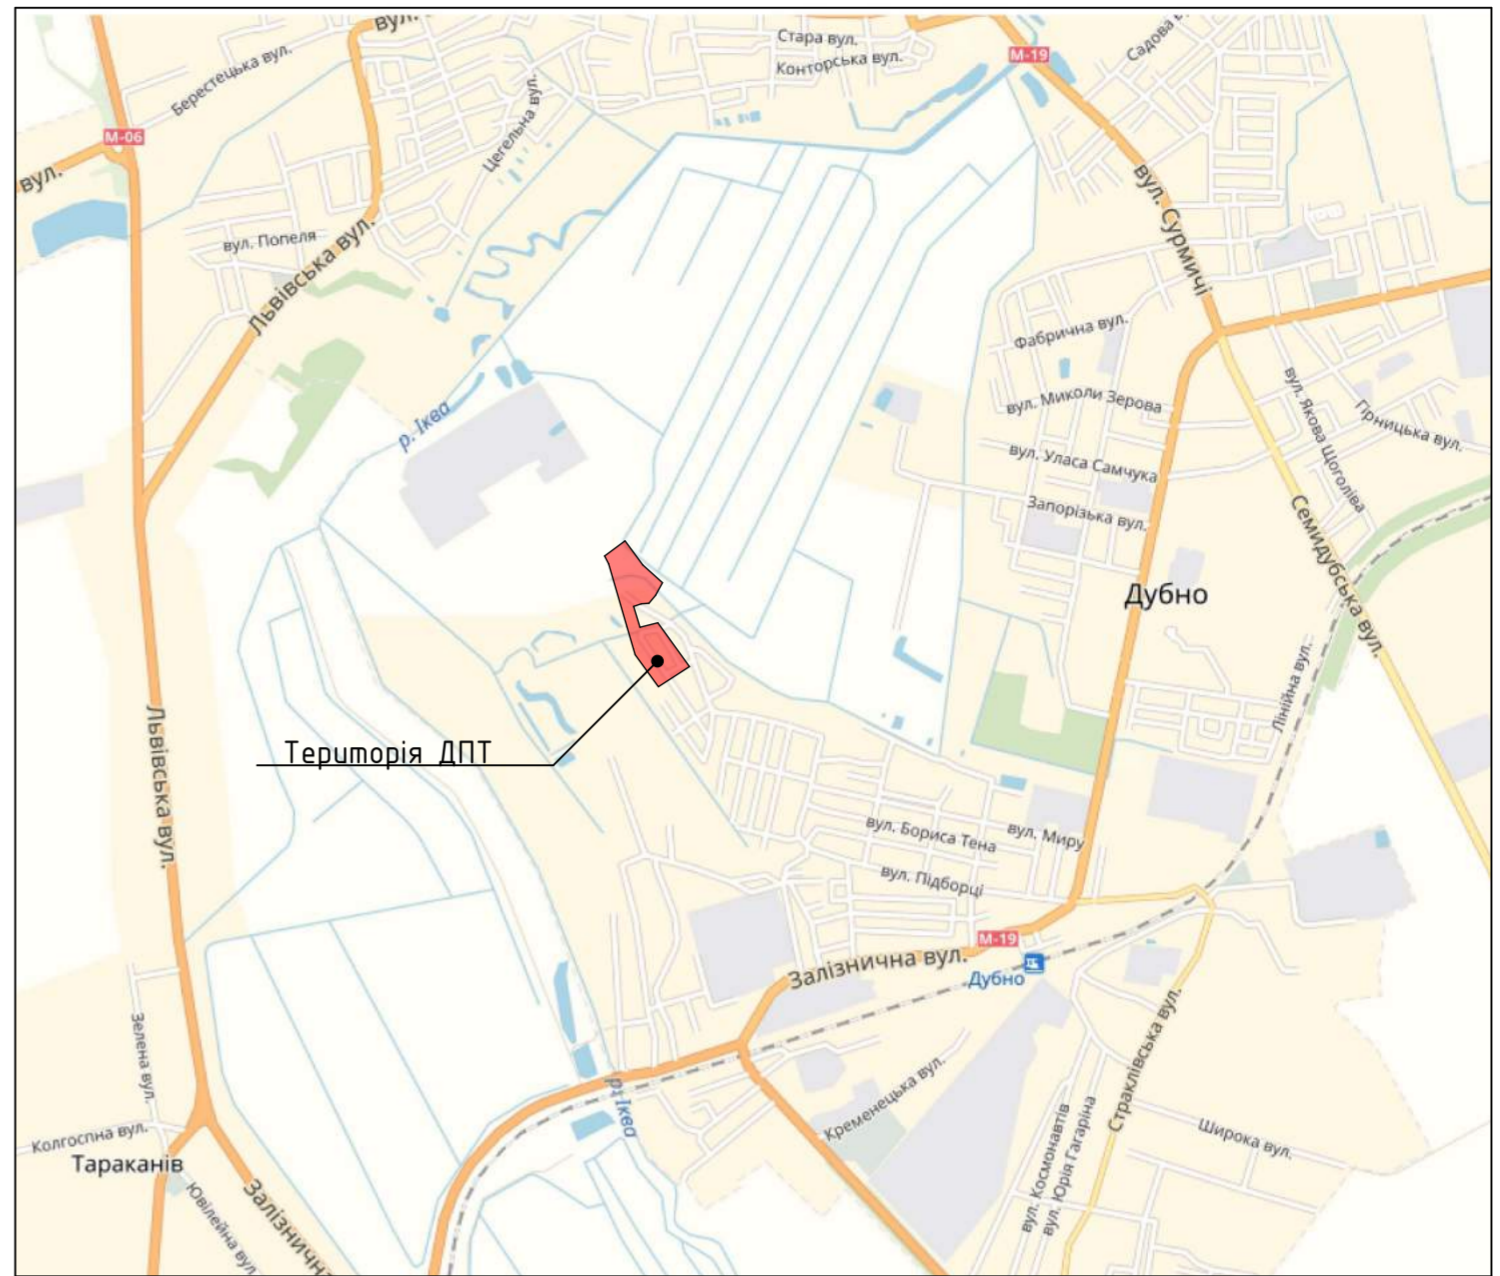 вул.
Стара вул.
Конторська вул.
М-19
Садова
Берестецька вул.
М-06
Цегельна вул.
вул.
вул. Сурмичі
вул. Попеля
Львівська вул.
Фабрична вул.
вул. Миколи Зерова
вул. Якова Щоголіва
Гірницька вул.
р. Іква
вул. Уласа Самчука
Запорізька вул.
Семидубська вул.
Дубно
Лінійна вул.
Територія ДПТ
Львівська вул.
вул. Бориса Тена
вул. Миру
вул. Підборці
М-19
Залізнична вул.
Дубно
Зелена вул.
Страклівська вул.
р. Іква
Кременецька вул.
Колгоспна вул.
вул. Космонавтів
вул. Юрія Гагаріна
Широка вул.
Тараканів
Ювілейна вул.
Залізнична